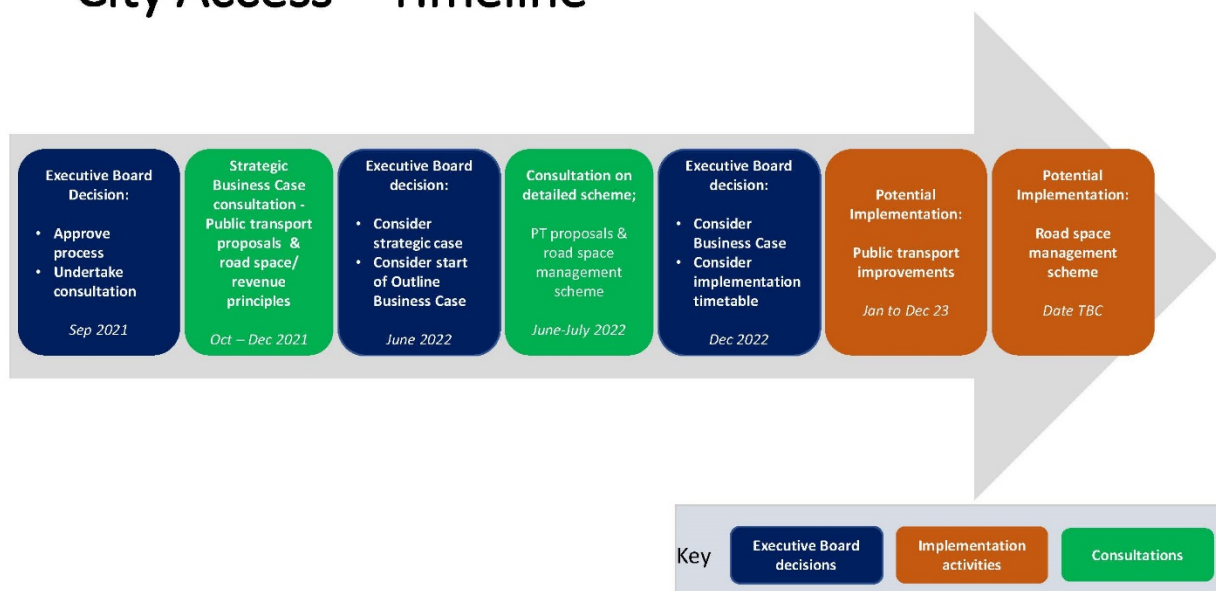 City Access – Timeline
Executive Board
Decision:
• Approve
process
• Undertake
consultation
Sep 2021
Strategic
Business Case
consultation -
Public transport
proposals &
road space/
revenue
principles
Oct – Dec 2021
Executive Board
decision:
• Consider
strategic case
• Consider start
of Outline
Business Case
June 2022
Consultation on
detailed scheme;
PT proposals &
road space
management
scheme
June-July 2022
Executive Board
decision:
• Consider
Business Case
• Consider
implementation
timetable
Dec 2022
Potential
Implementation:
Public transport
improvements
Jan to Dec 23
Potential
Implementation:
Road space
management
scheme
Date TBC
Key
Executive Board
decisions
Implementation
activities
Consultations